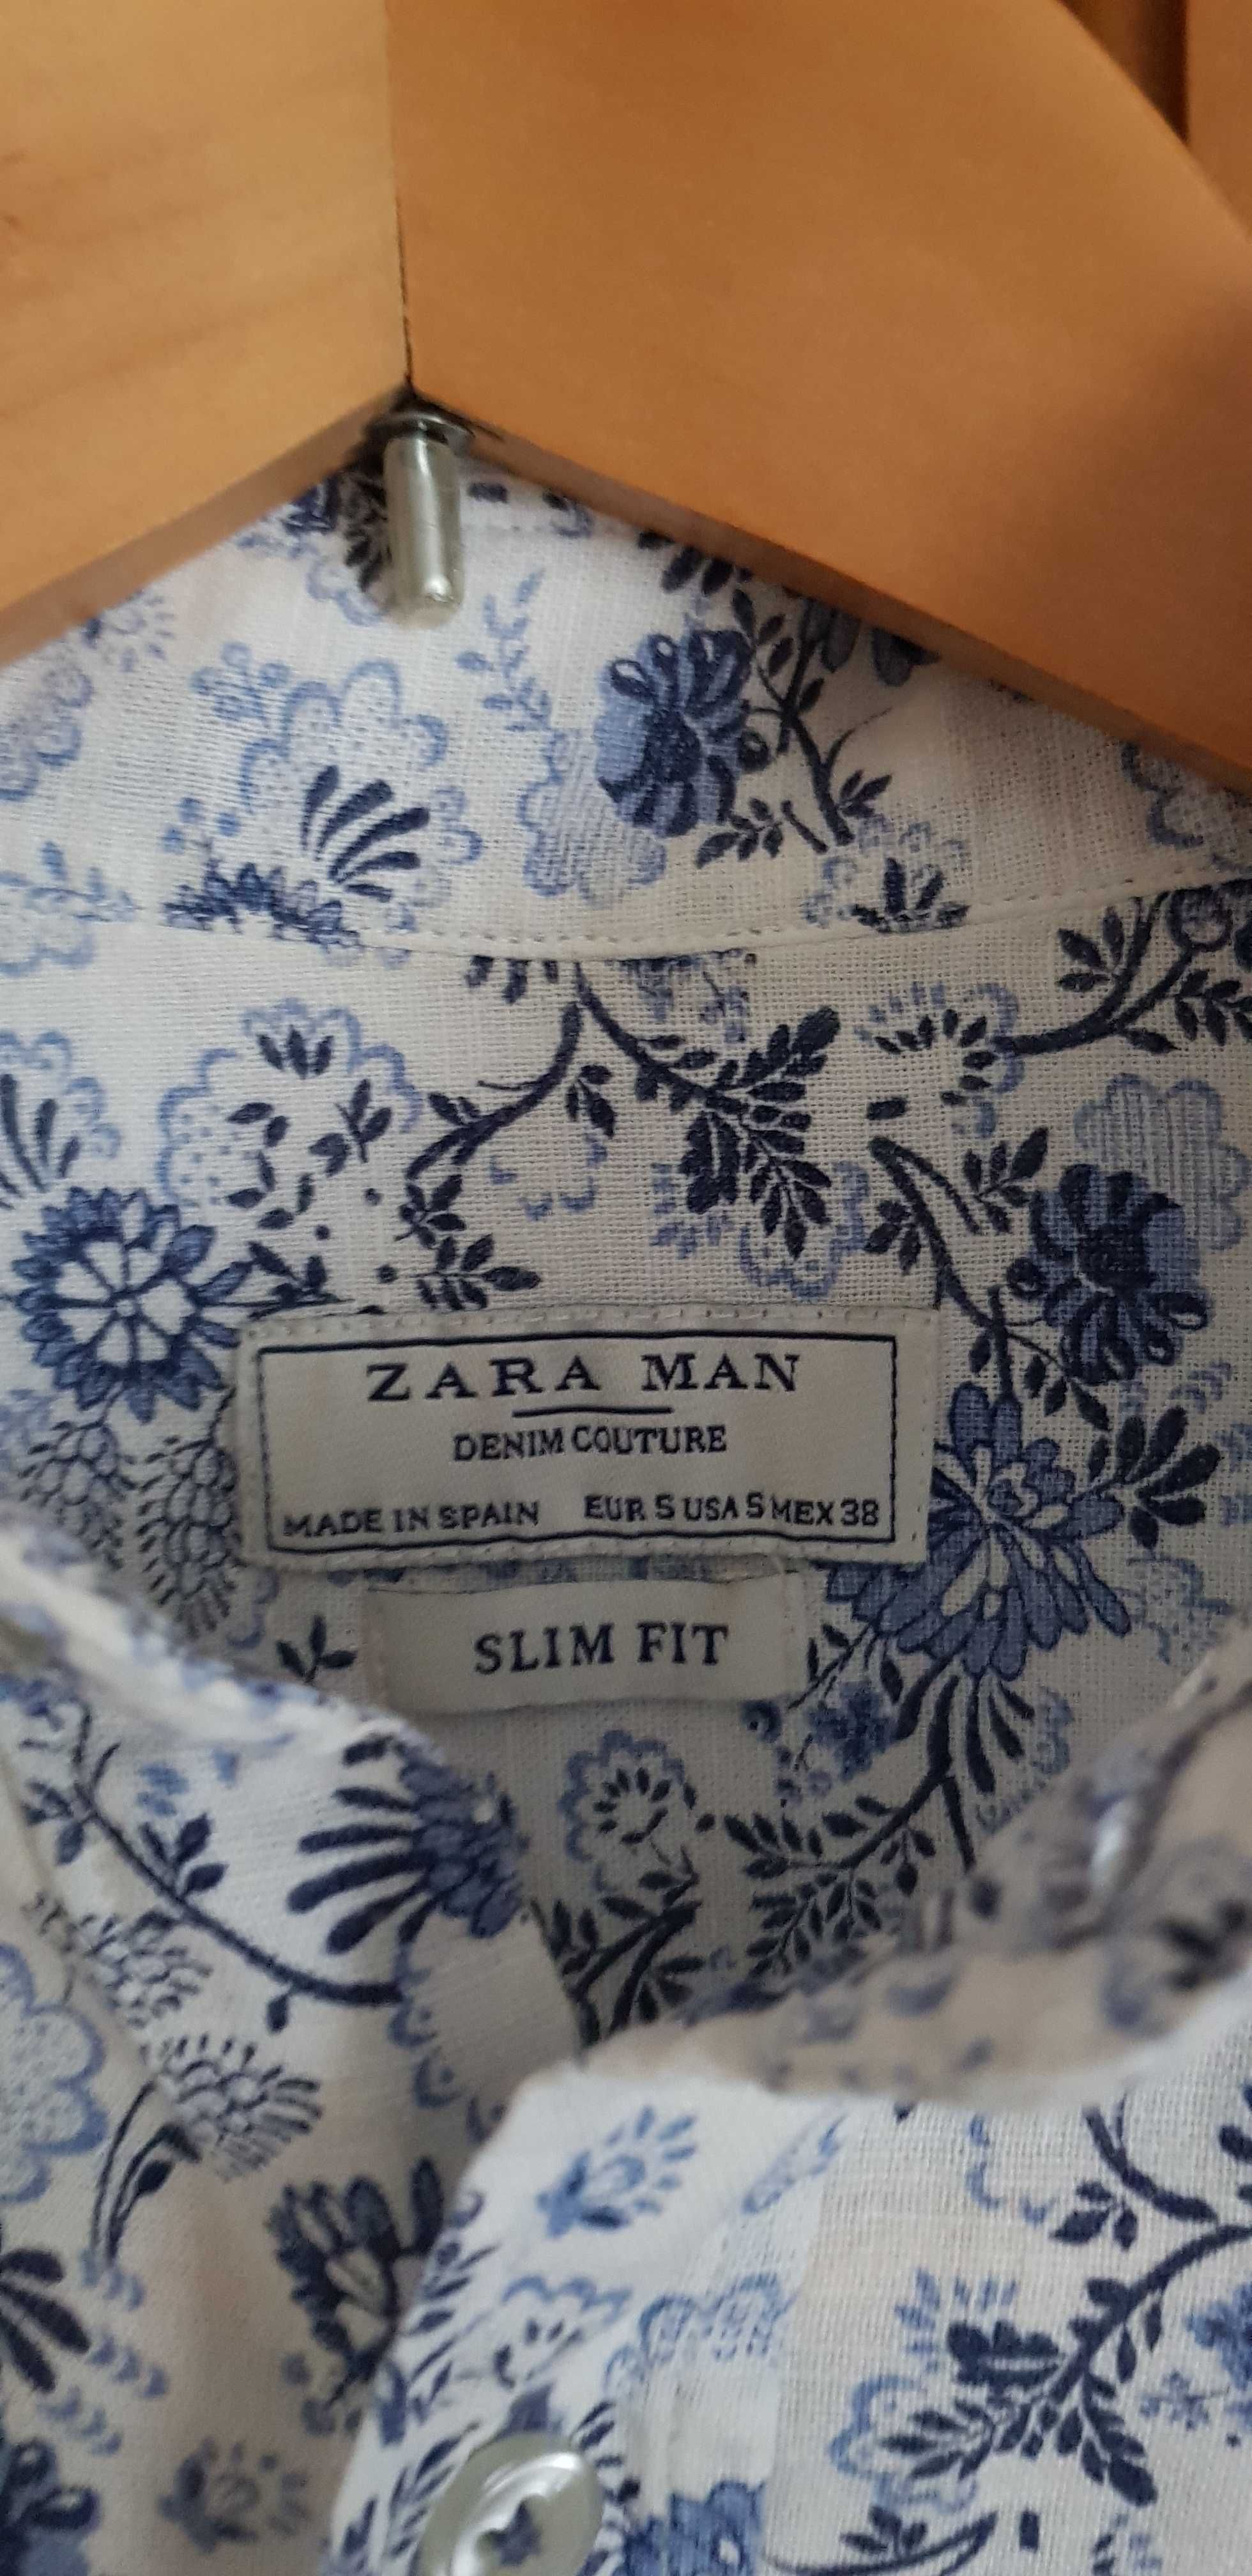 ZARA MAN
DENIM COUTURE
MADE IN SPAIN EUR S USA S MEX 38
SLIM FIT